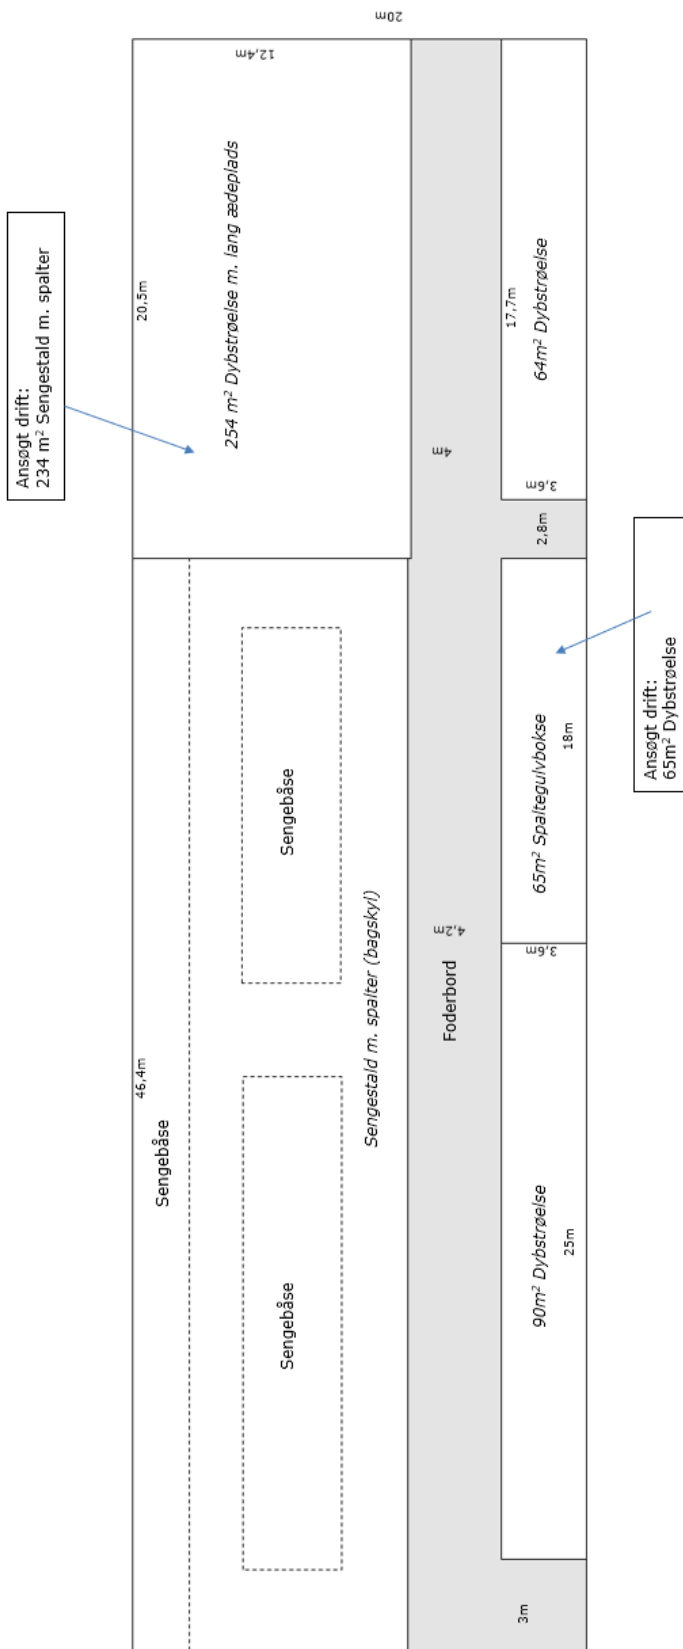 20m
12,4m
20,5m
254 m² Dybstrøelse m. lang ædeplads
Ansøgt drift:
234 m² Sengestald m. spalter
4m
17,7m
64m² Dybstrøelse
3,6m
2,8m
46,4m
Sengebåse
Sengebåse
Sengebåse
Sengestald m. spalter (bagskyl)
4,2m
Foderbord
65m² Spaltegulvbokse
18m
Ansøgt drift:
65m² Dybstrøelse
3,6m
90m² Dybstrøelse
25m
3m